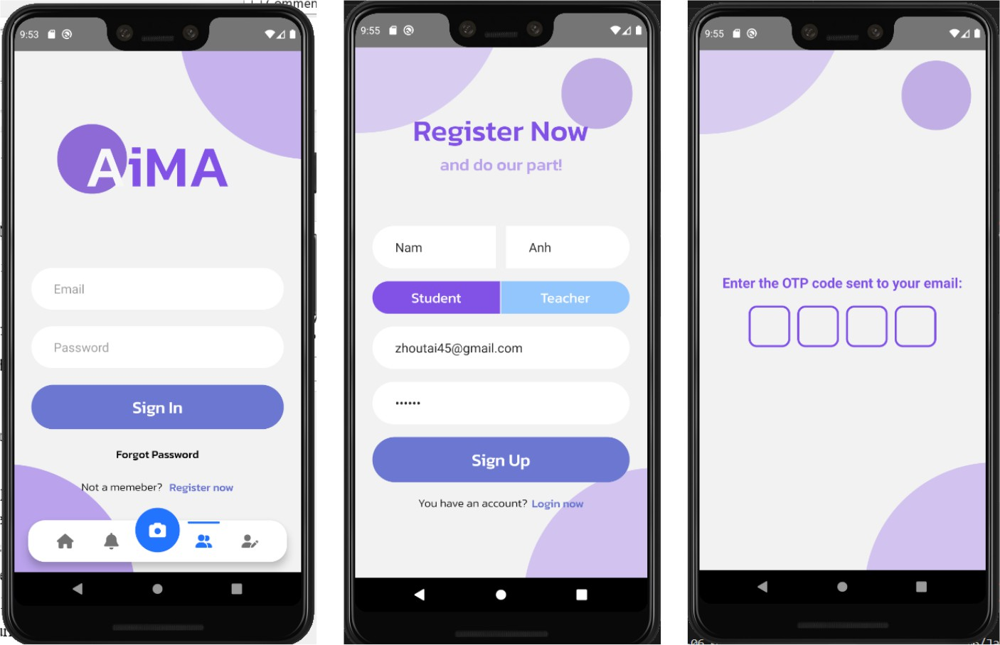 Commen
9:53
AiMA
Email
Password
Sign In
Forgot Password
Not a memeber? Register now
9:55
Register Now
and do our part!
Nam Anh
Student Teacher
zhoutai45@gmail.com
••••••
Sign Up
You have an account? Login now
9:55
Enter the OTP code sent to your email: